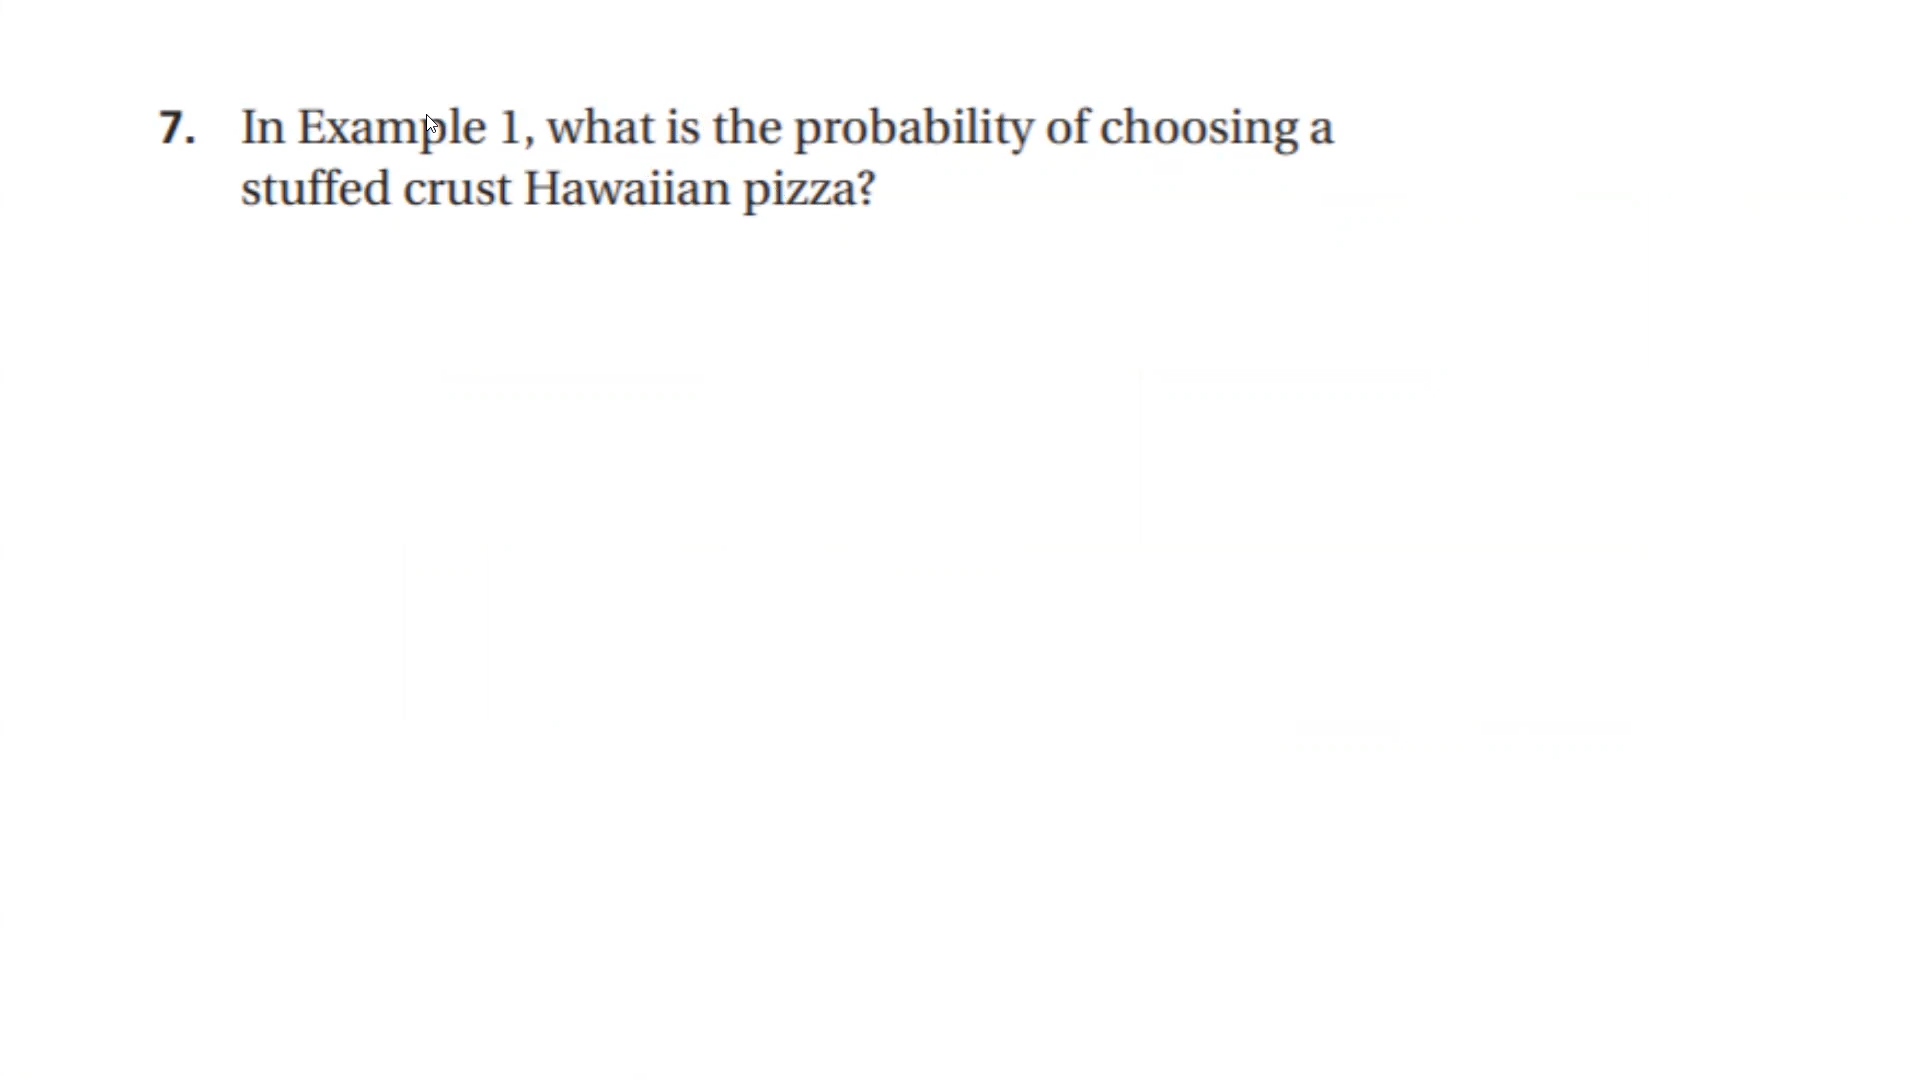 7. In Example 1, what is the probability of choosing a
stuffed crust Hawaiian pizza?